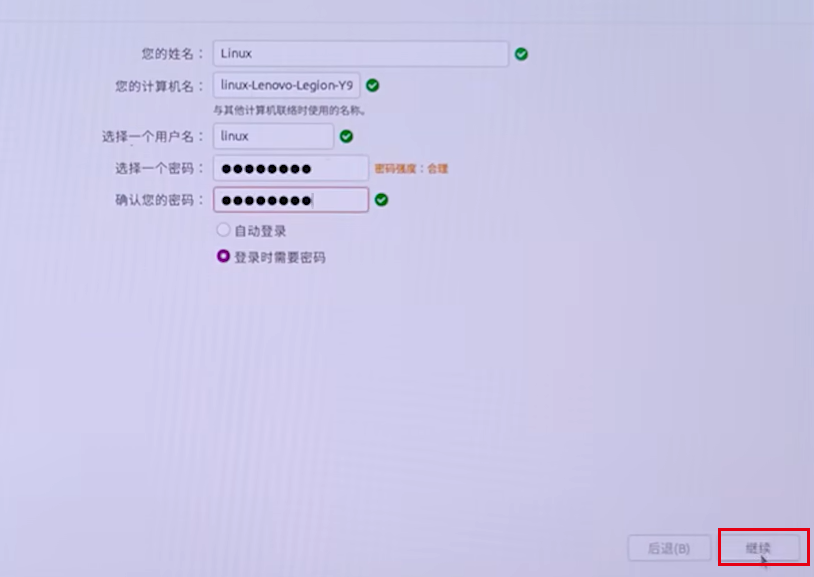 您的姓名： Linux
您的计算机名： linux-Lenovo-Legion-Y9
与其他计算机联络时使用的名称。
选择一个用户名： linux
选择一个密码： ●●●●●●●● 密码强度：合理
确认您的密码： ●●●●●●●●
自动登录
登录时需要密码
后退(B) 继续